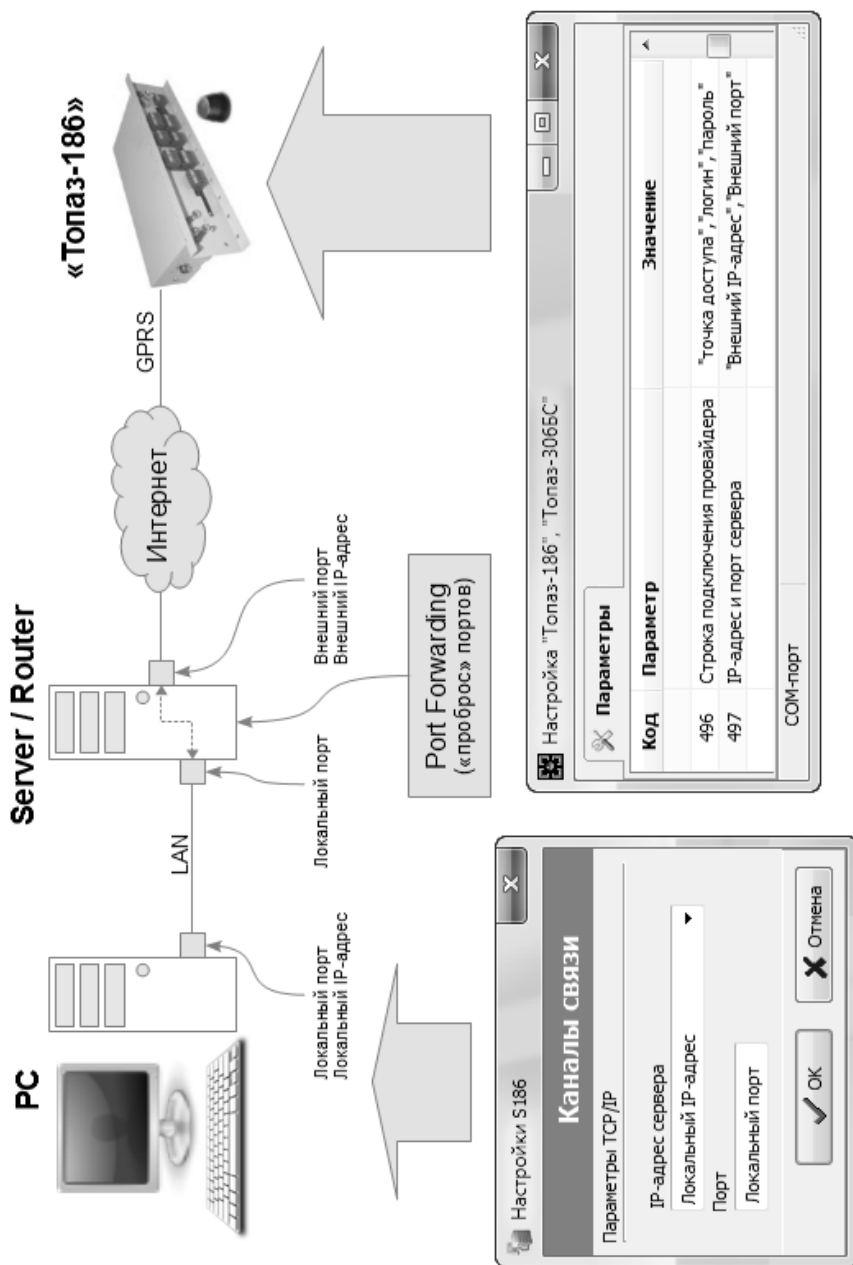 PC
Server / Router
«Топаз-186»
LAN
Интернет
GPRS
Локальный порт
Локальный IP-адрес
Локальный порт
Внешний порт
Внешний IP-адрес
Port Forwarding
(«проброс» портов)
Настройки S186
Каналы связи
Параметры TCP/IP
IP-адрес сервера
Локальный IP-адрес
Порт
Локальный порт
OK
Отмена
Настройка "Топаз-186", "Топаз-306БС"
Параметры
Код Параметр Значение
496 Строка подключения провайдера "точка доступа","логин","пароль"
497 IP-адрес и порт сервера "Внешний IP-адрес","Внешний порт"
COM-порт